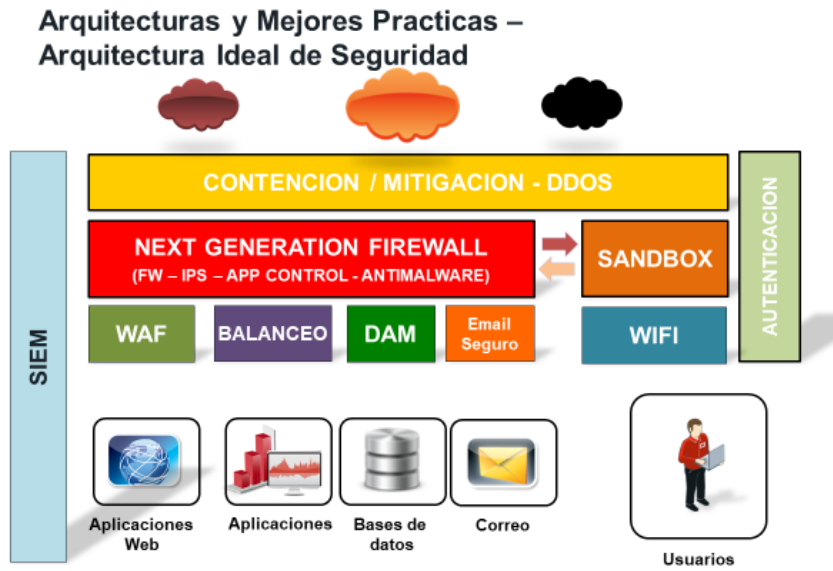 Arquitecturas y Mejores Practicas –
Arquitectura Ideal de Seguridad
CONTENCION / MITIGACION - DDOS
NEXT GENERATION FIREWALL
(FW – IPS – APP CONTROL - ANTIMALWARE)
SANDBOX
AUTENTICACION
SIEM
WAF
BALANCEO
DAM
Email
Seguro
WIFI
Aplicaciones
Web
Aplicaciones
Bases de
datos
Correo
Usuarios